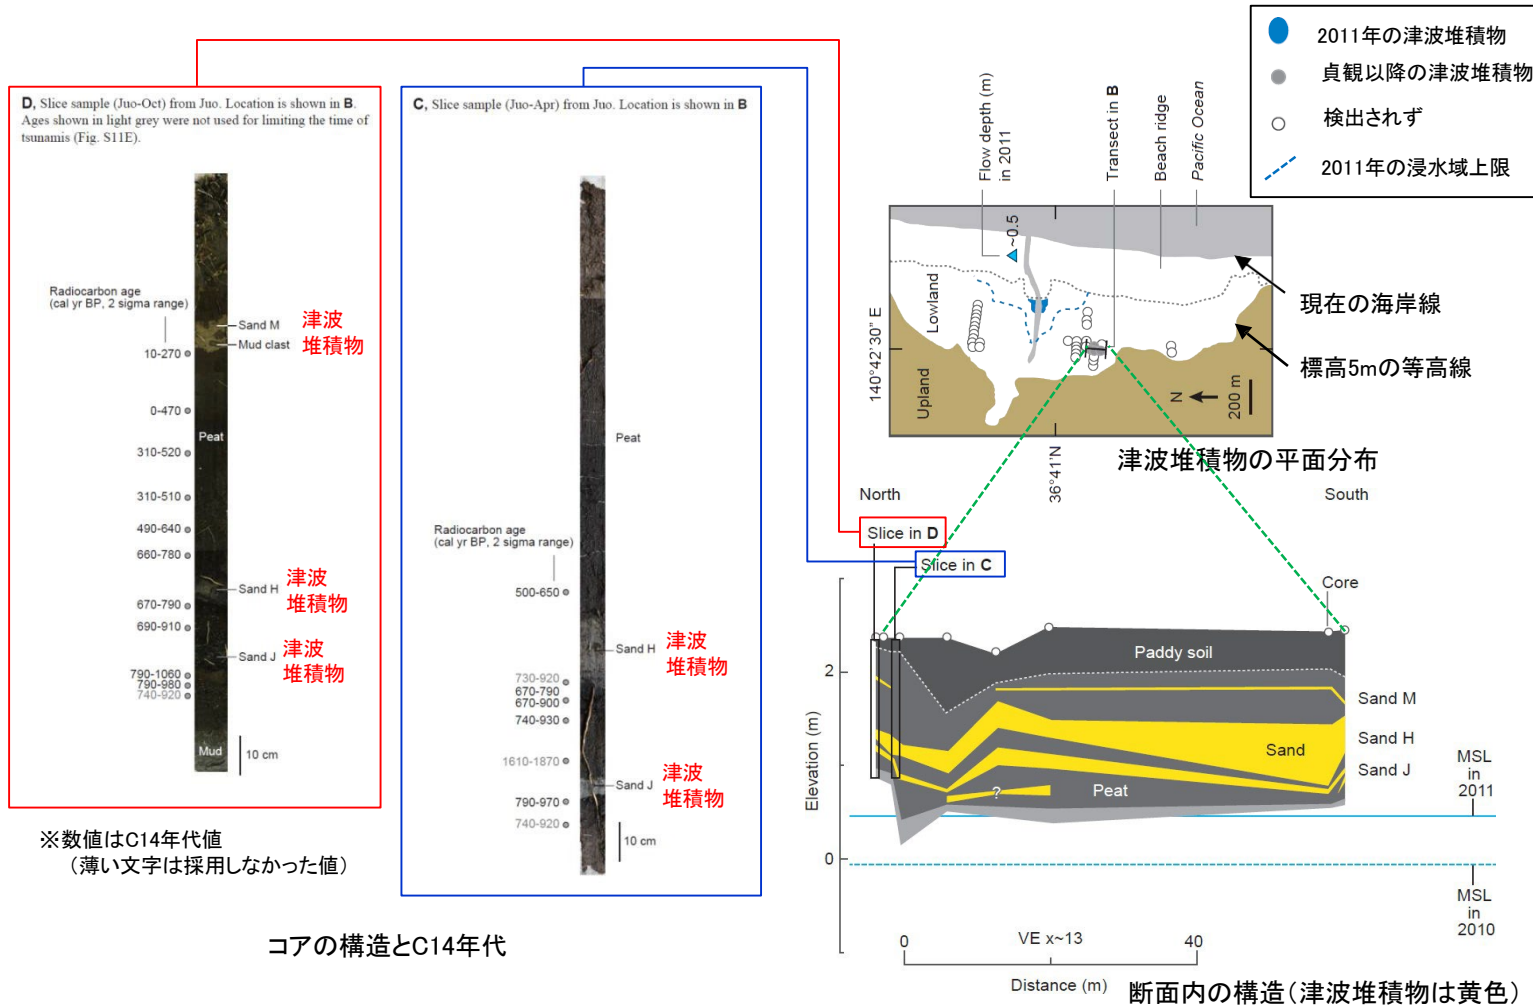 D, Slice sample (Juo-Oct) from Juo. Location is shown in B.
Ages shown in light grey were not used for limiting the time of
tsunamis (Fig. S11E).
Radiocarbon age
(cal yr BP, 2 sigma range)
Sand M
Mud clast
津波
堆積物
10-270
0-470
Peat
310-520
310-510
490-640
660-780
Sand H
津波
堆積物
670-790
690-910
Sand J
津波
堆積物
790-1060
790-980
740-920
Mud
10 cm
※数値はC14年代値
（薄い文字は採用しなかった値）
C, Slice sample (Juo-Apr) from Juo. Location is shown in B
Peat
Radiocarbon age
(cal yr BP, 2 sigma range)
500-650
Sand H
津波
堆積物
730-920
670-790
670-900
740-930
1610-1870
Sand J
津波
堆積物
790-970
740-920
10 cm
コアの構造とC14年代
2011年の津波堆積物
貞観以降の津波堆積物
検出されず
2011年の浸水域上限
Flow depth (m)
in 2011
Transect in B
Beach ridge
Pacific Ocean
~0.5
Lowland
Upland
140°42'30" E
36°41'N
N
200 m
現在の海岸線
標高5mの等高線
津波堆積物の平面分布
North
South
Slice in D
Slice in C
Core
Paddy soil
Sand M
Sand H
Sand
Sand J
?
Peat
MSL
in
2011
MSL
in
2010
Elevation (m)
2
0
0
VE x~13
40
Distance (m)
断面内の構造（津波堆積物は黄色）